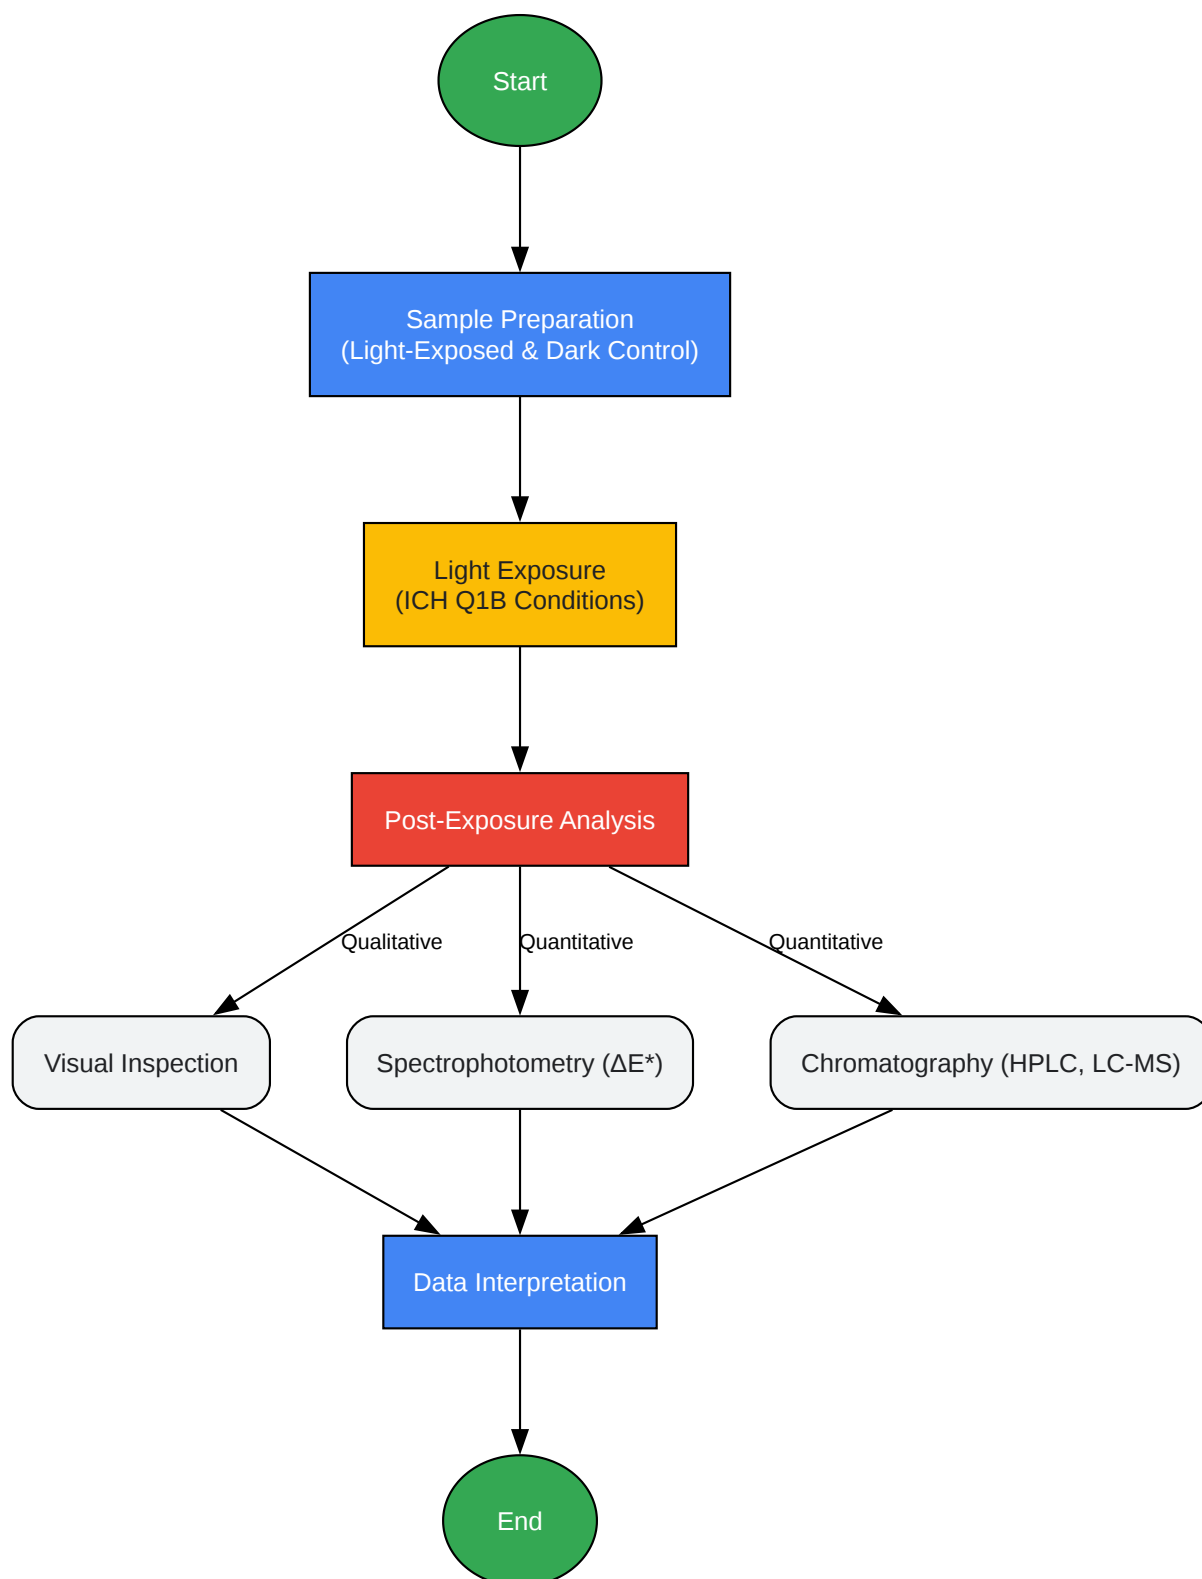 Start
Sample Preparation
(Light-Exposed & Dark Control)
Light Exposure
(ICH Q1B Conditions)
Post-Exposure Analysis
Qualitative
Quantitative
Quantitative
Visual Inspection
Spectrophotometry (ΔE*)
Chromatography (HPLC, LC-MS)
Data Interpretation
End